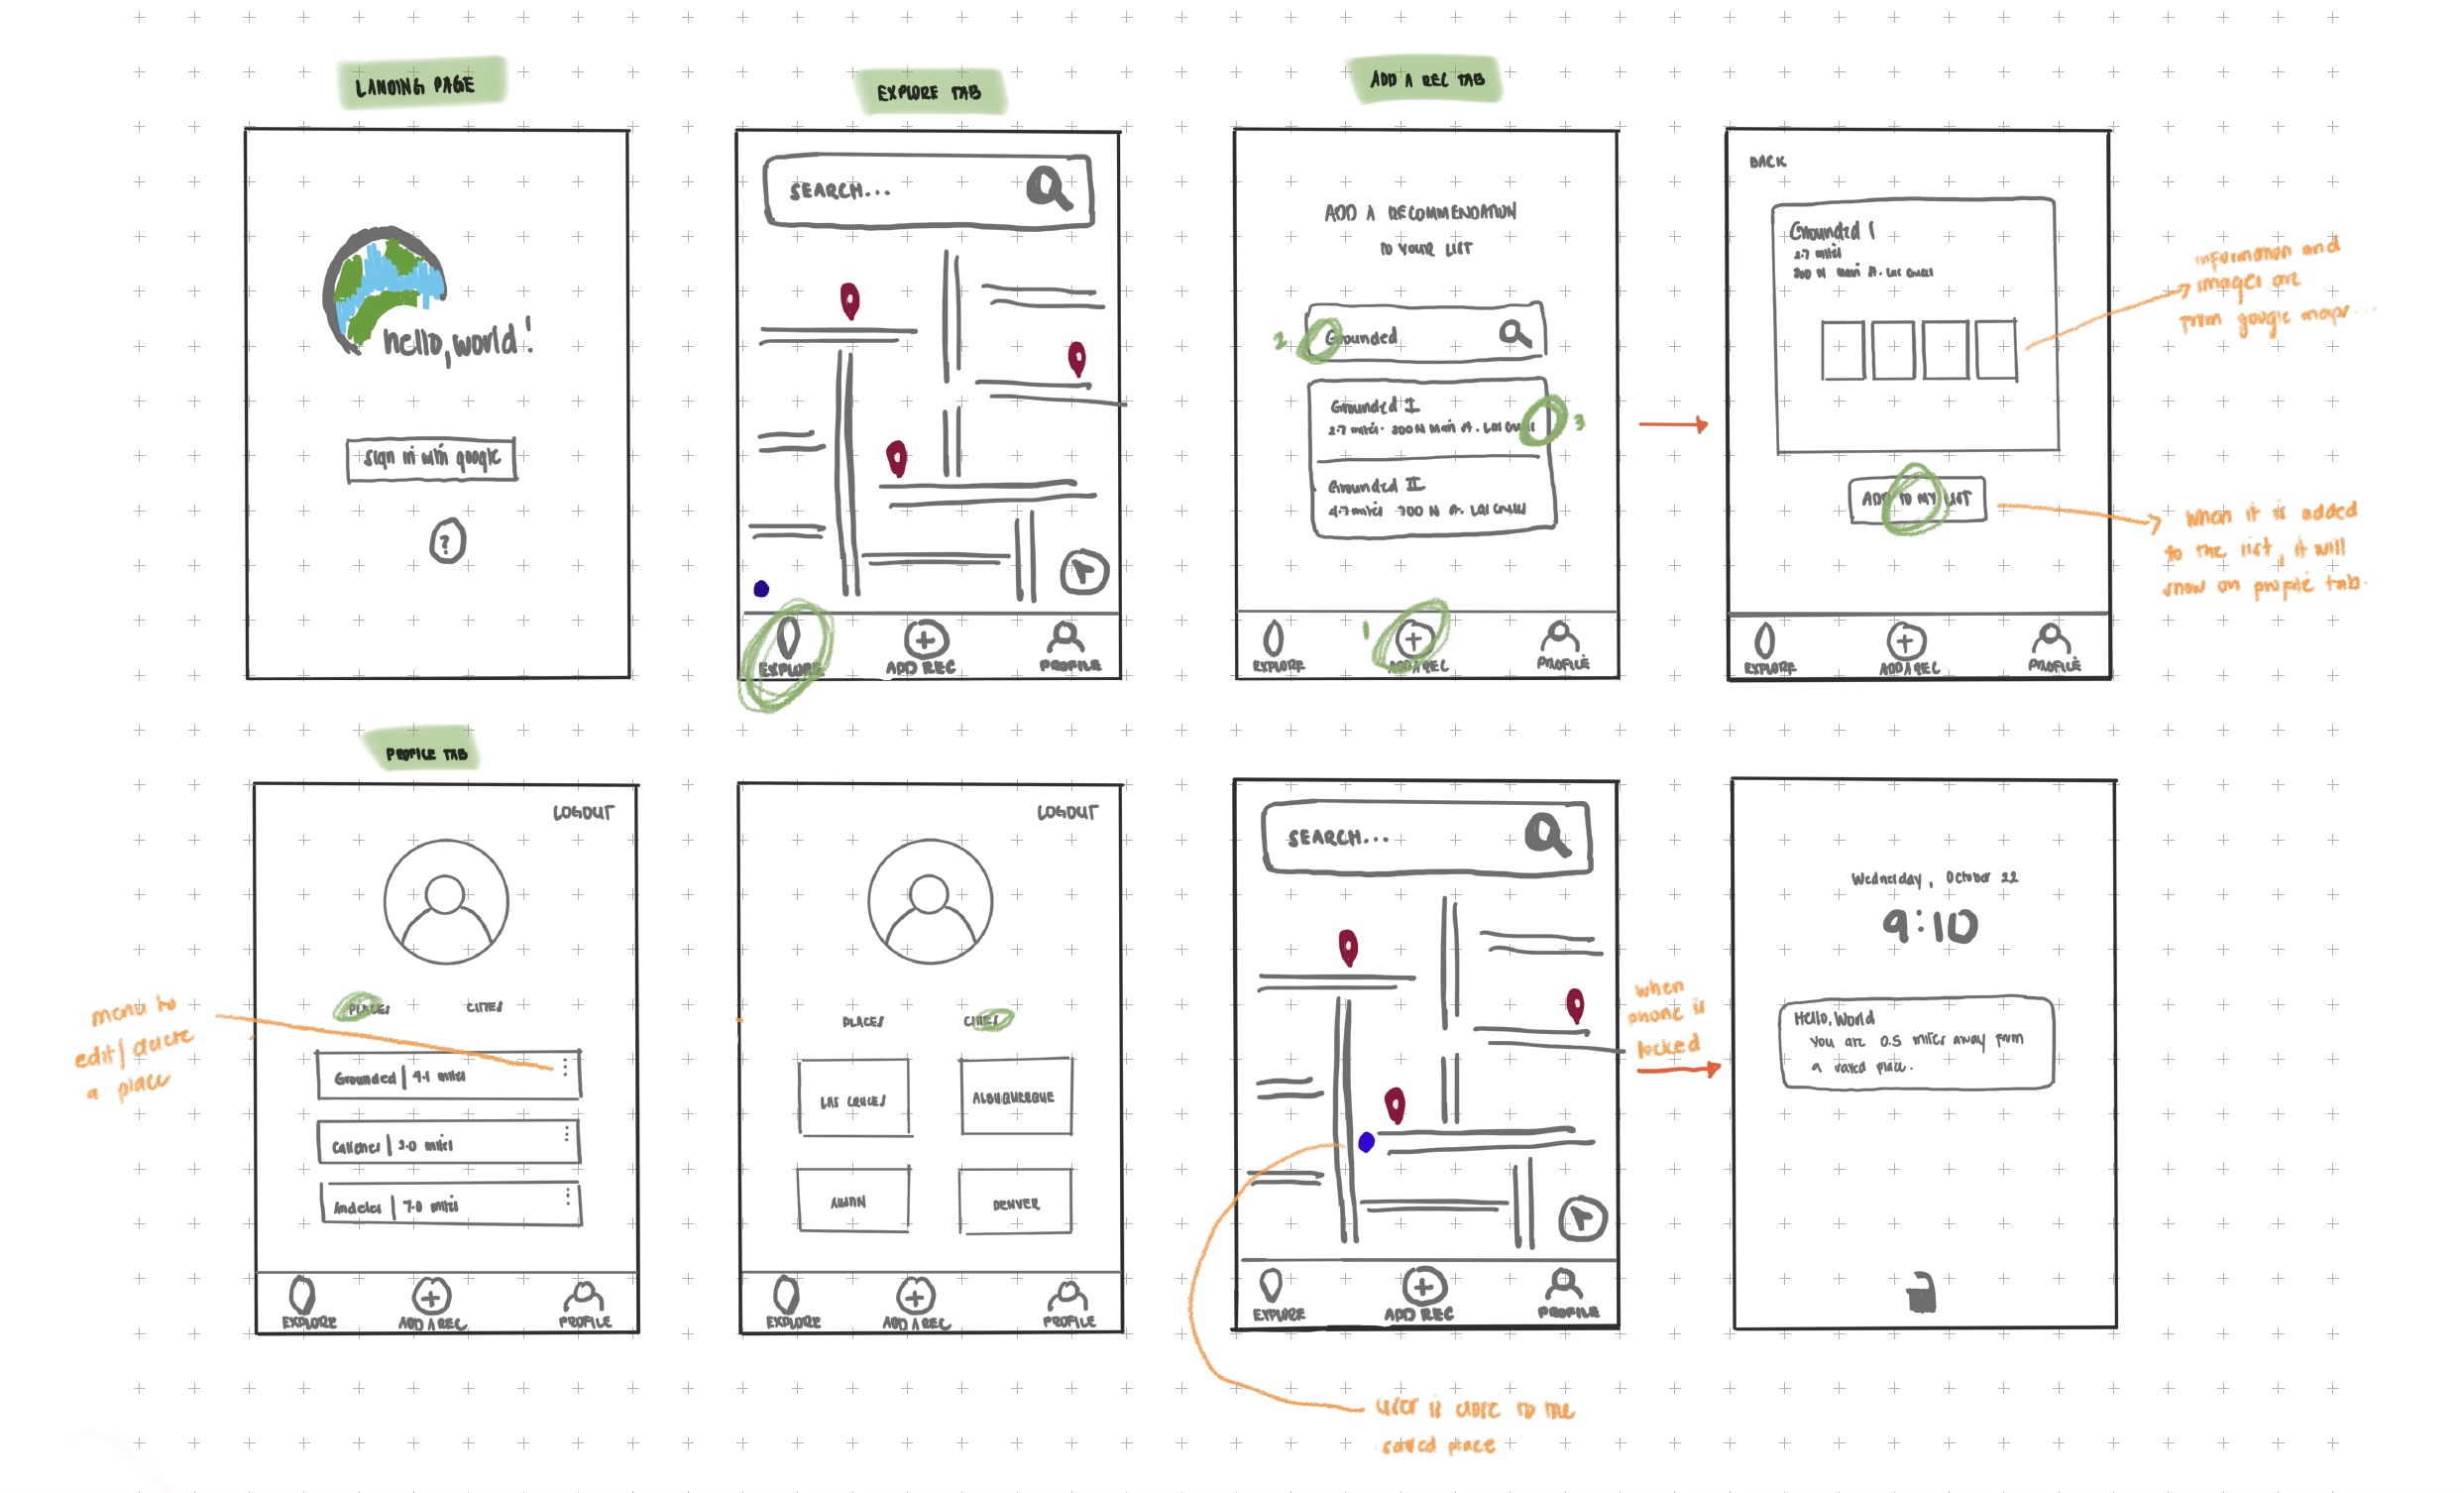 LANDING PAGE
hello, world!
sign in with google
?
EXPLORE TAB
SEARCH...
EXPLORE
ADD REC
PROFILE
ADD A REC TAB
ADD A RECOMMENDATION
TO YOUR LIST
2
Grounded
Grounded I
2.7 miles · 300 N Main St. Las Cruces
3
Grounded II
4.7 miles 300 N St. Las Cruces
1
EXPLORE
ADD A REC
PROFILE
BACK
Grounded I
2.7 miles
300 N Main St. Las Cruces
ADD TO MY LIST
EXPLORE
ADD A REC
PROFILE
information and
images are
from google maps...
When it is added
to the list, it will
show on profile tab.
PROFILE TAB
LOGOUT
PLACES
CITIES
Grounded | 4.1 miles
Caliches | 2.0 miles
Andeles | 7.0 miles
EXPLORE
ADD A REC
PROFILE
menu to
edit/delete
a place
LOGOUT
PLACES
CITIES
LAS CRUCES
ALBUQUERQUE
AUSTIN
DENVER
EXPLORE
ADD A REC
PROFILE
SEARCH...
EXPLORE
ADD REC
PROFILE
user is close to the
saved place
when
phone is
locked
Wednesday, October 22
9:10
Hello, World
You are 0.5 miles away from
a saved place.